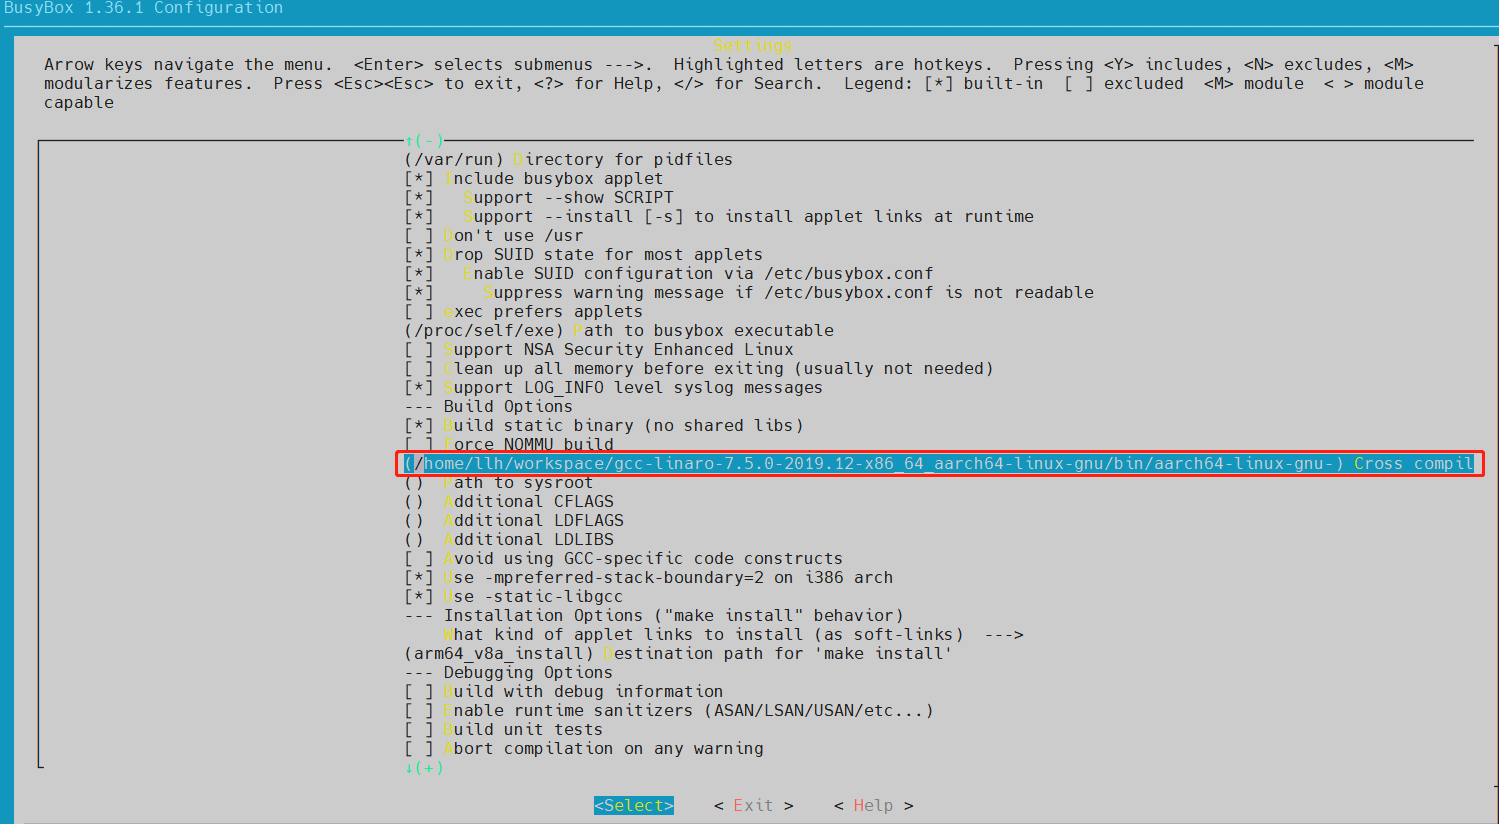 BusyBox 1.36.1 Configuration
Settings
Arrow keys navigate the menu.  <Enter> selects submenus --->.  Highlighted letters are hotkeys.  Pressing <Y> includes, <N> excludes, <M>
modularizes features.  Press <Esc><Esc> to exit, <?> for Help, </> for Search.  Legend: [*] built-in  [ ] excluded  <M> module  < > module
capable
↑(-)
(/var/run) Directory for pidfiles
[*] Include busybox applet
[*]   Support --show SCRIPT
[*]   Support --install [-s] to install applet links at runtime
[ ] Don't use /usr
[*] Drop SUID state for most applets
[*]   Enable SUID configuration via /etc/busybox.conf
[*]     Suppress warning message if /etc/busybox.conf is not readable
[ ] exec prefers applets
(/proc/self/exe) Path to busybox executable
[ ] Support NSA Security Enhanced Linux
[ ] Clean up all memory before exiting (usually not needed)
[*] Support LOG_INFO level syslog messages
--- Build Options
[*] Build static binary (no shared libs)
[ ] Force NOMMU build
(/home/llh/workspace/gcc-linaro-7.5.0-2019.12-x86_64_aarch64-linux-gnu/bin/aarch64-linux-gnu-) Cross compil
()  Path to sysroot
()  Additional CFLAGS
()  Additional LDFLAGS
()  Additional LDLIBS
[ ] Avoid using GCC-specific code constructs
[*] Use -mpreferred-stack-boundary=2 on i386 arch
[*] Use -static-libgcc
--- Installation Options ("make install" behavior)
What kind of applet links to install (as soft-links)  --->
(arm64_v8a_install) Destination path for 'make install'
--- Debugging Options
[ ] Build with debug information
[ ] Enable runtime sanitizers (ASAN/LSAN/USAN/etc...)
[ ] Build unit tests
[ ] Abort compilation on any warning
↓(+)
<Select>    < Exit >    < Help >